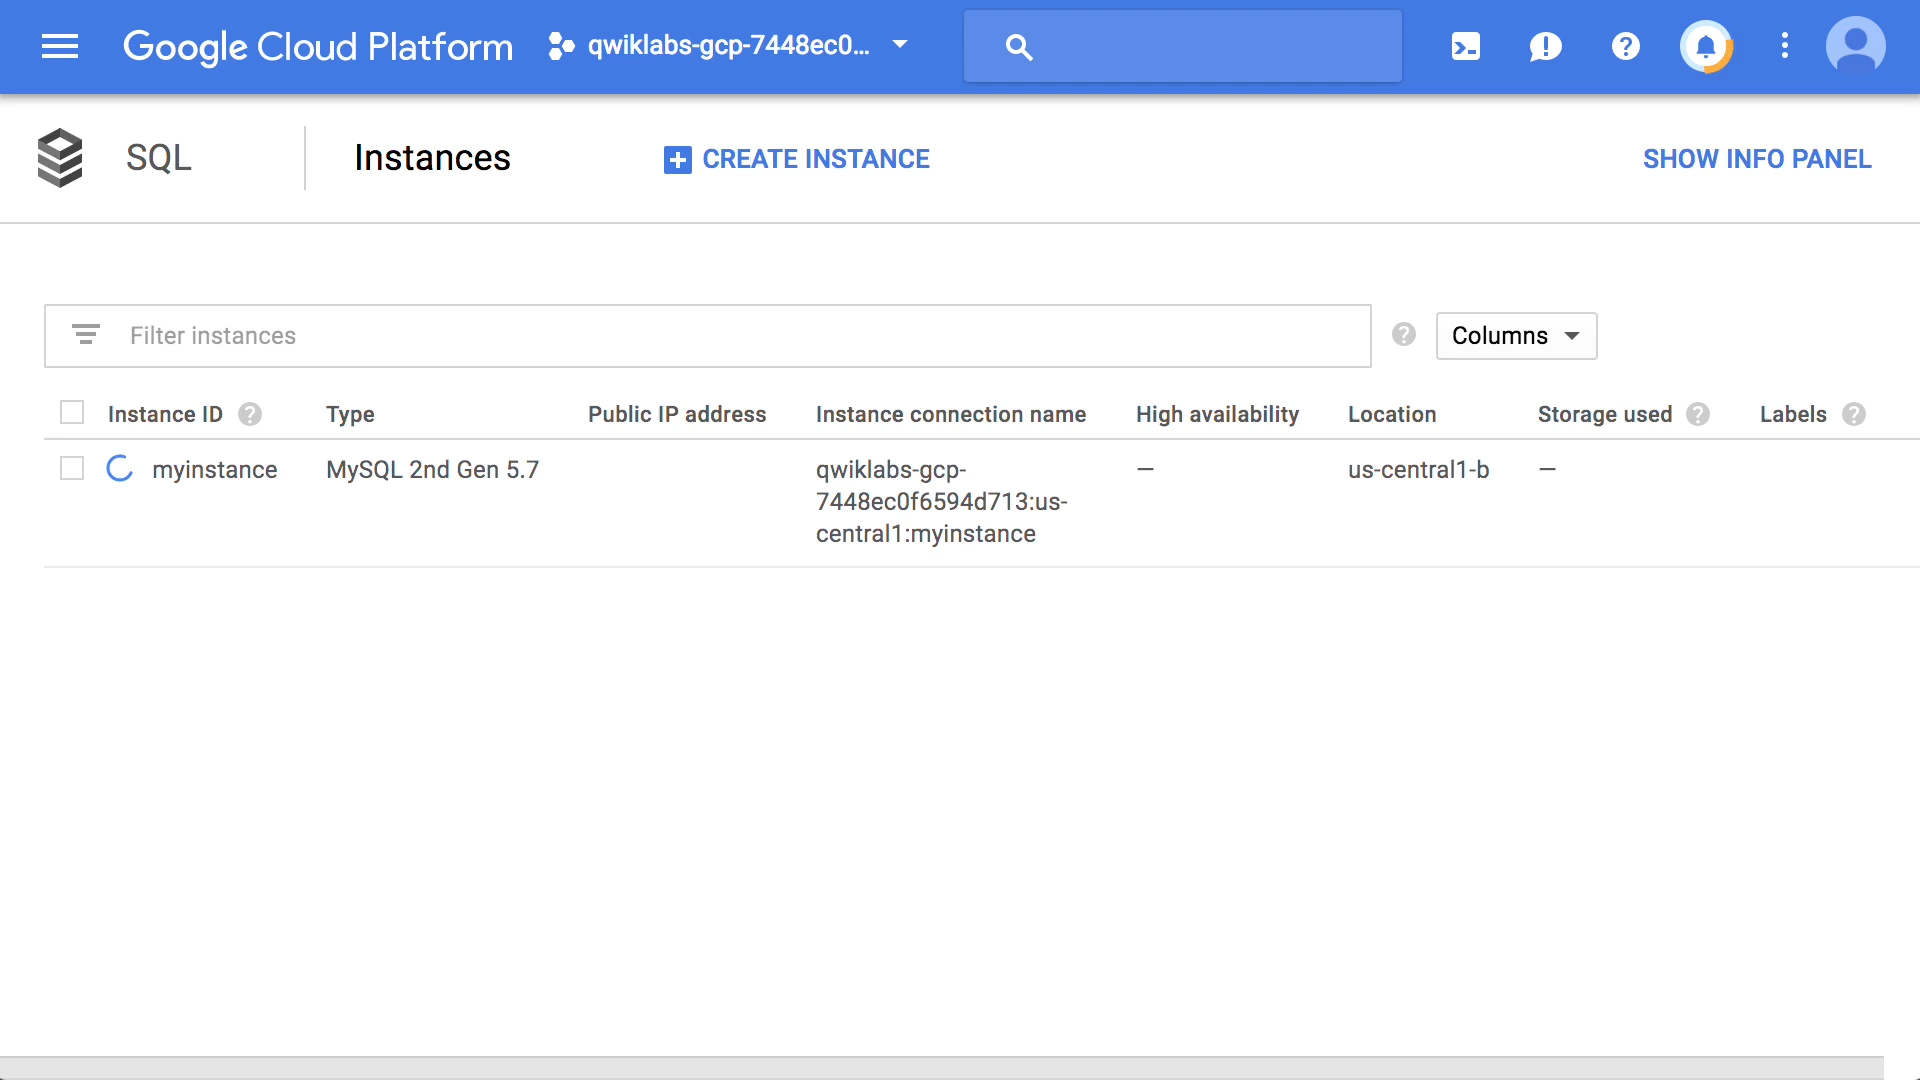 Google Cloud Platform qwiklabs-gcp-7448ec0...
SQL Instances CREATE INSTANCE SHOW INFO PANEL
Filter instances Columns
Instance ID Type Public IP address Instance connection name High availability Location Storage used Labels
myinstance MySQL 2nd Gen 5.7 qwiklabs-gcp- — us-central1-b —
7448ec0f6594d713:us-
central1:myinstance